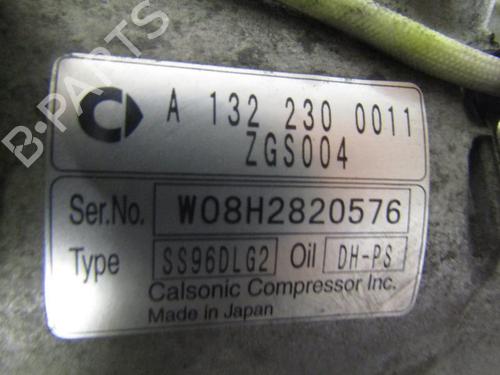 B-PARTS
A 132 230 0011
ZGS004
Ser.No. W08H2820576
Type SS96DLG2 Oil DH-PS
Calsonic Compressor Inc.
Made in Japan